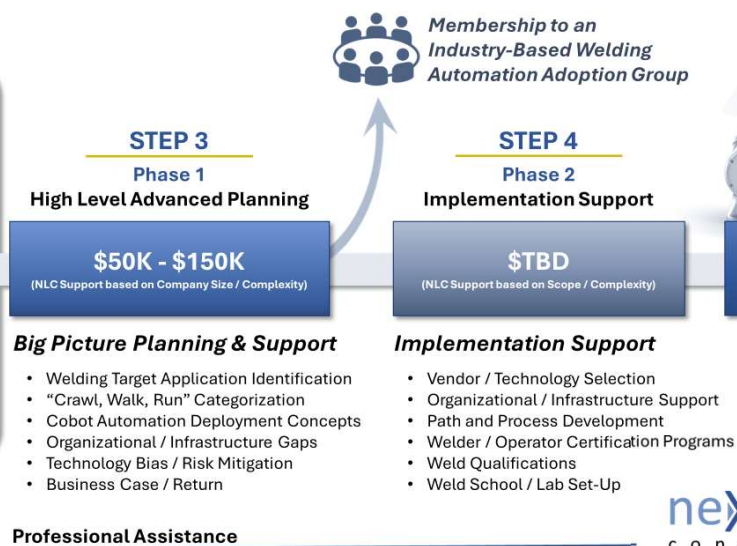 Membership to an
Industry-Based Welding
Automation Adoption Group
STEP 3
Phase 1
High Level Advanced Planning
$50K - $150K
(NLC Support based on Company Size / Complexity)
Big Picture Planning & Support
• Welding Target Application Identification
• “Crawl, Walk, Run” Categorization
• Cobot Automation Deployment Concepts
• Organizational / Infrastructure Gaps
• Technology Bias / Risk Mitigation
• Business Case / Return
STEP 4
Phase 2
Implementation Support
$TBD
(NLC Support based on Scope / Complexity)
Implementation Support
• Vendor / Technology Selection
• Organizational / Infrastructure Support
• Path and Process Development
• Welder / Operator Certification Programs
• Weld Qualifications
• Weld School / Lab Set-Up
Professional Assistance